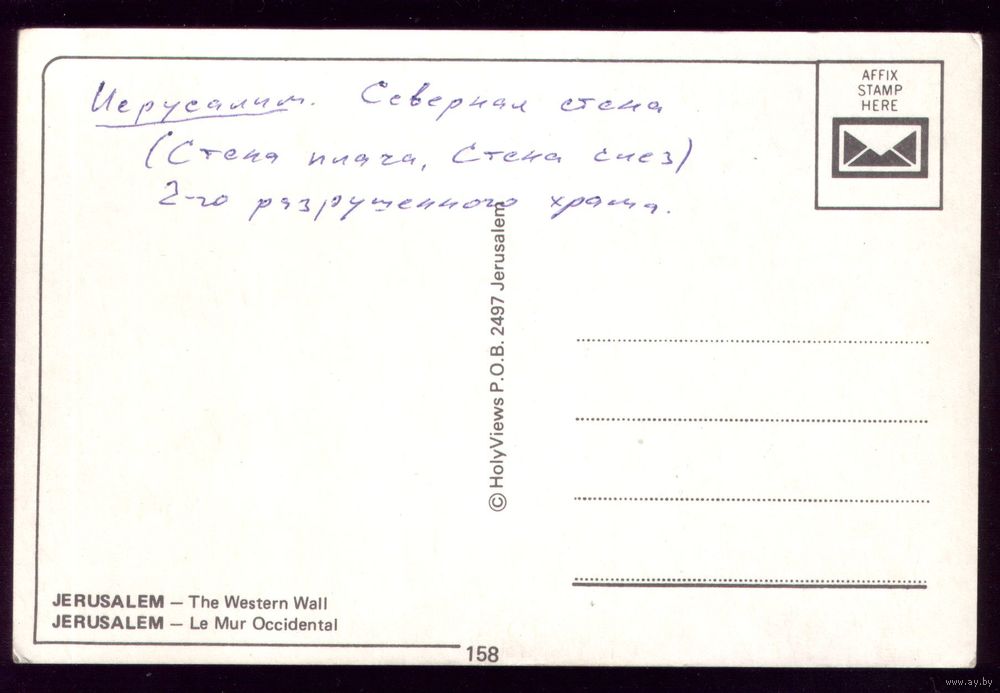 Иерусалим. Северная стена
(Стена плача, Стена слез)
2-го разрушенного храма.
AFFIX
STAMP
HERE
© HolyViews P.O.B. 2497 Jerusalem
JERUSALEM — The Western Wall
JERUSALEM — Le Mur Occidental
158
www.ay.by